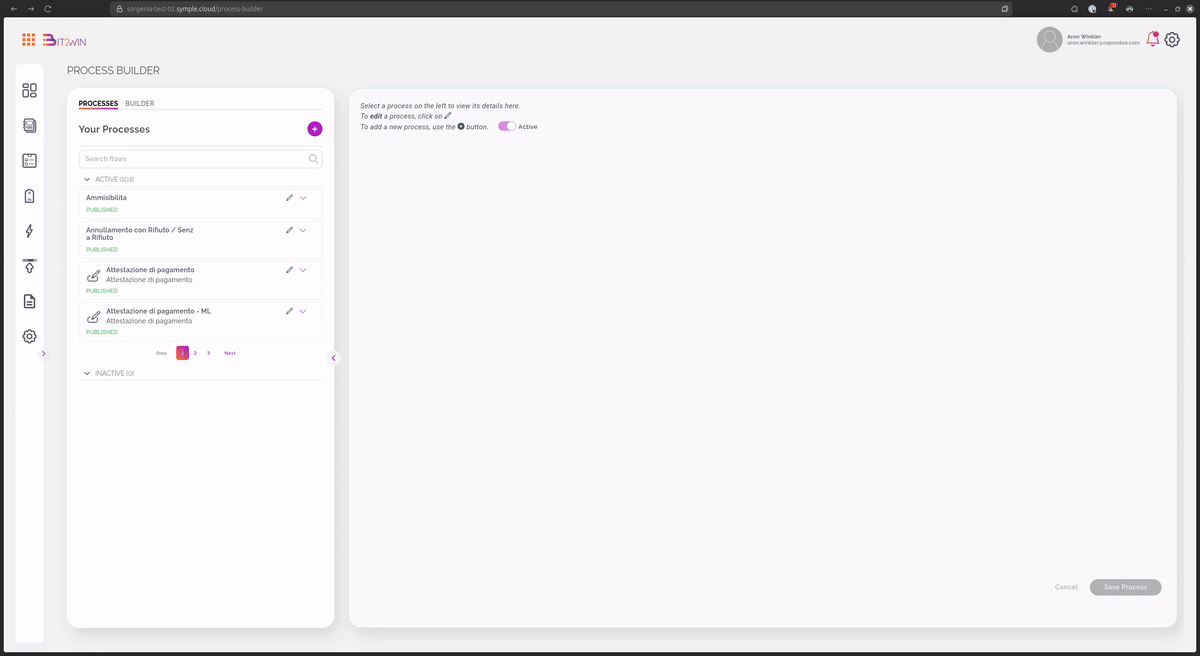 sorgenia-test-02.symple.cloud/process-builder
BIT2WIN
Aron Winkler
aron.winkler@rapsodoo.com
PROCESS BUILDER
PROCESSES BUILDER
Your Processes
Search flows
ACTIVE (103)
Ammisibilita
PUBLISHED
Annullamento con Rifiuto / Senz
a Rifiuto
PUBLISHED
Attestazione di pagamento
Attestazione di pagamento
PUBLISHED
Attestazione di pagamento - ML
Attestazione di pagamento
PUBLISHED
Prev 1 2 3 Next
INACTIVE (0)
Select a process on the left to view its details here.
To edit a process, click on
To add a new process, use the button. Active
Cancel Save Process